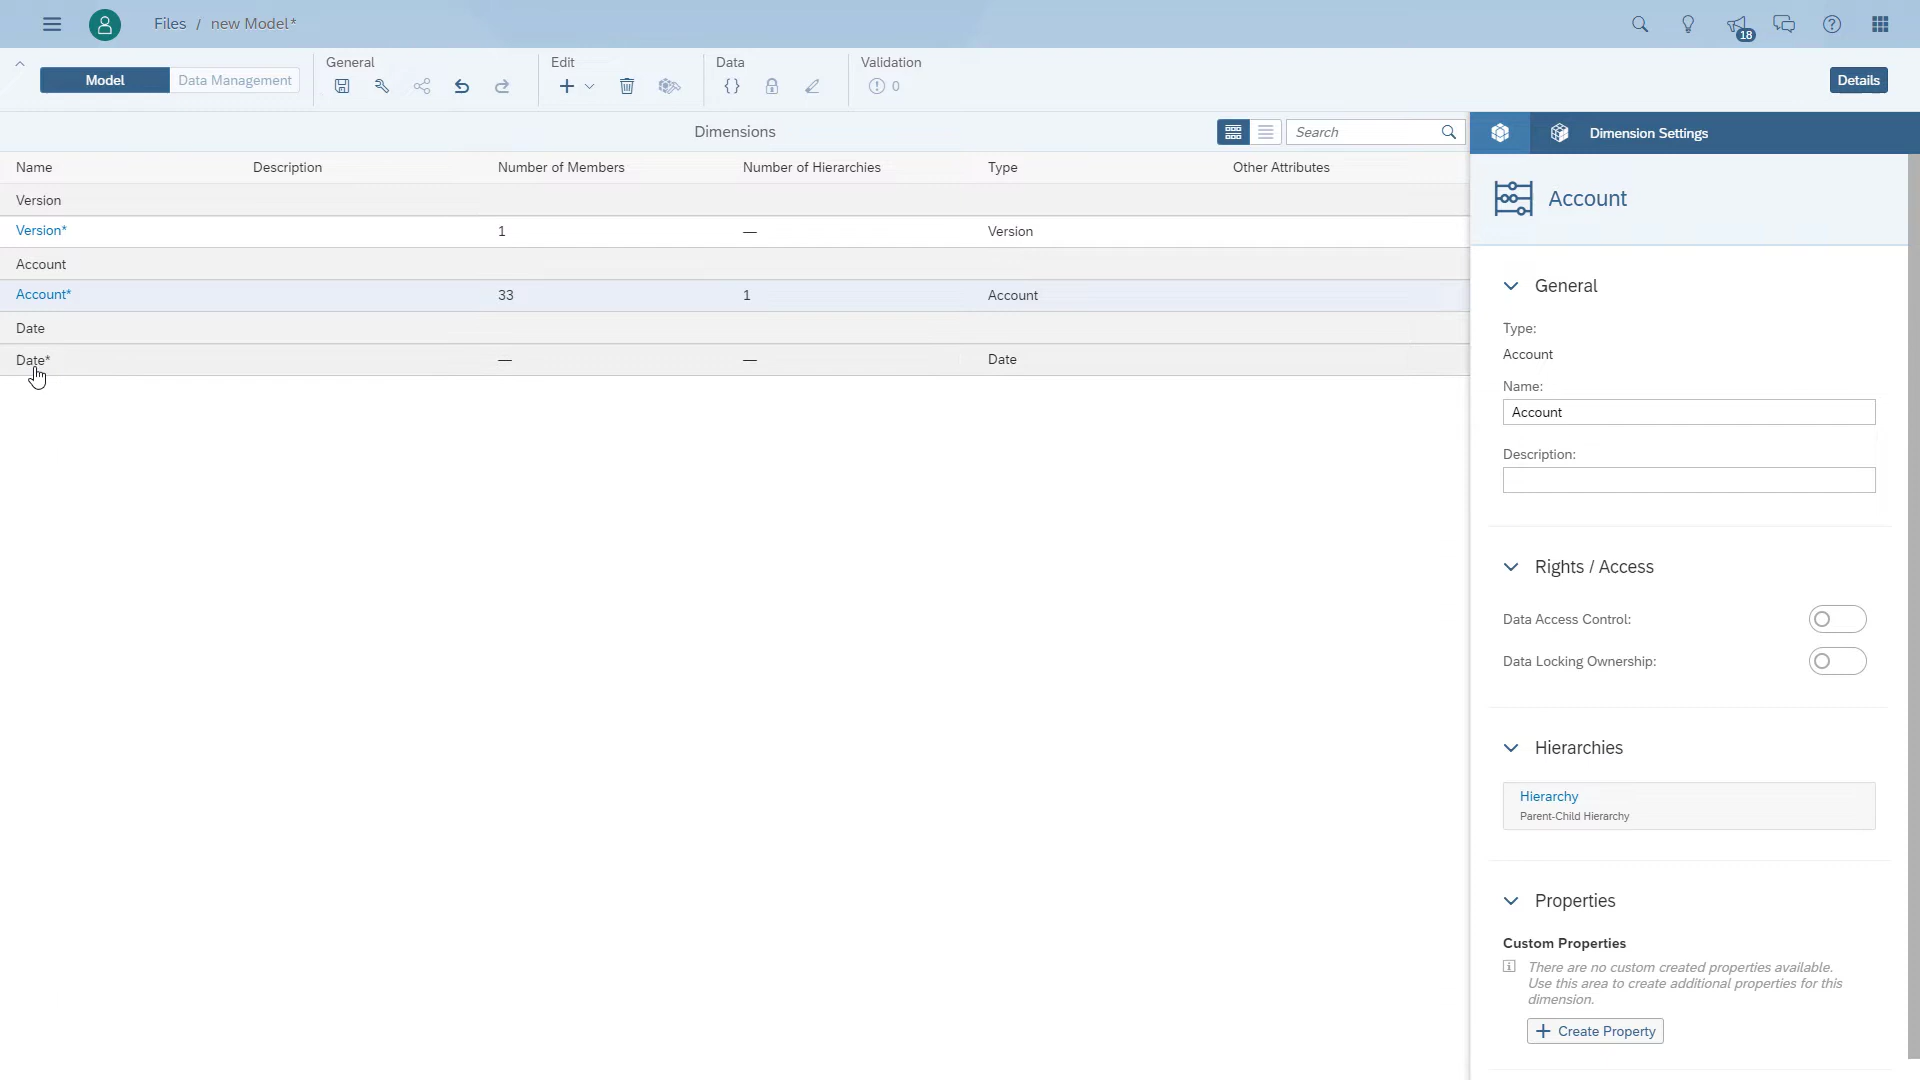 Files / new Model*
18
Model
Data Management
General
Edit
Data
Validation
0
Details
Dimensions
Search
Dimension Settings
Name Description Number of Members Number of Hierarchies Type Other Attributes
Version
Version* 1 — Version
Account
Account* 33 1 Account
Date
Date* — — Date
Account
General
Type:
Account
Name:
Account
Description:
Rights / Access
Data Access Control:
Data Locking Ownership:
Hierarchies
Hierarchy
Parent-Child Hierarchy
Properties
Custom Properties
There are no custom created properties available.
Use this area to create additional properties for this
dimension.
+ Create Property